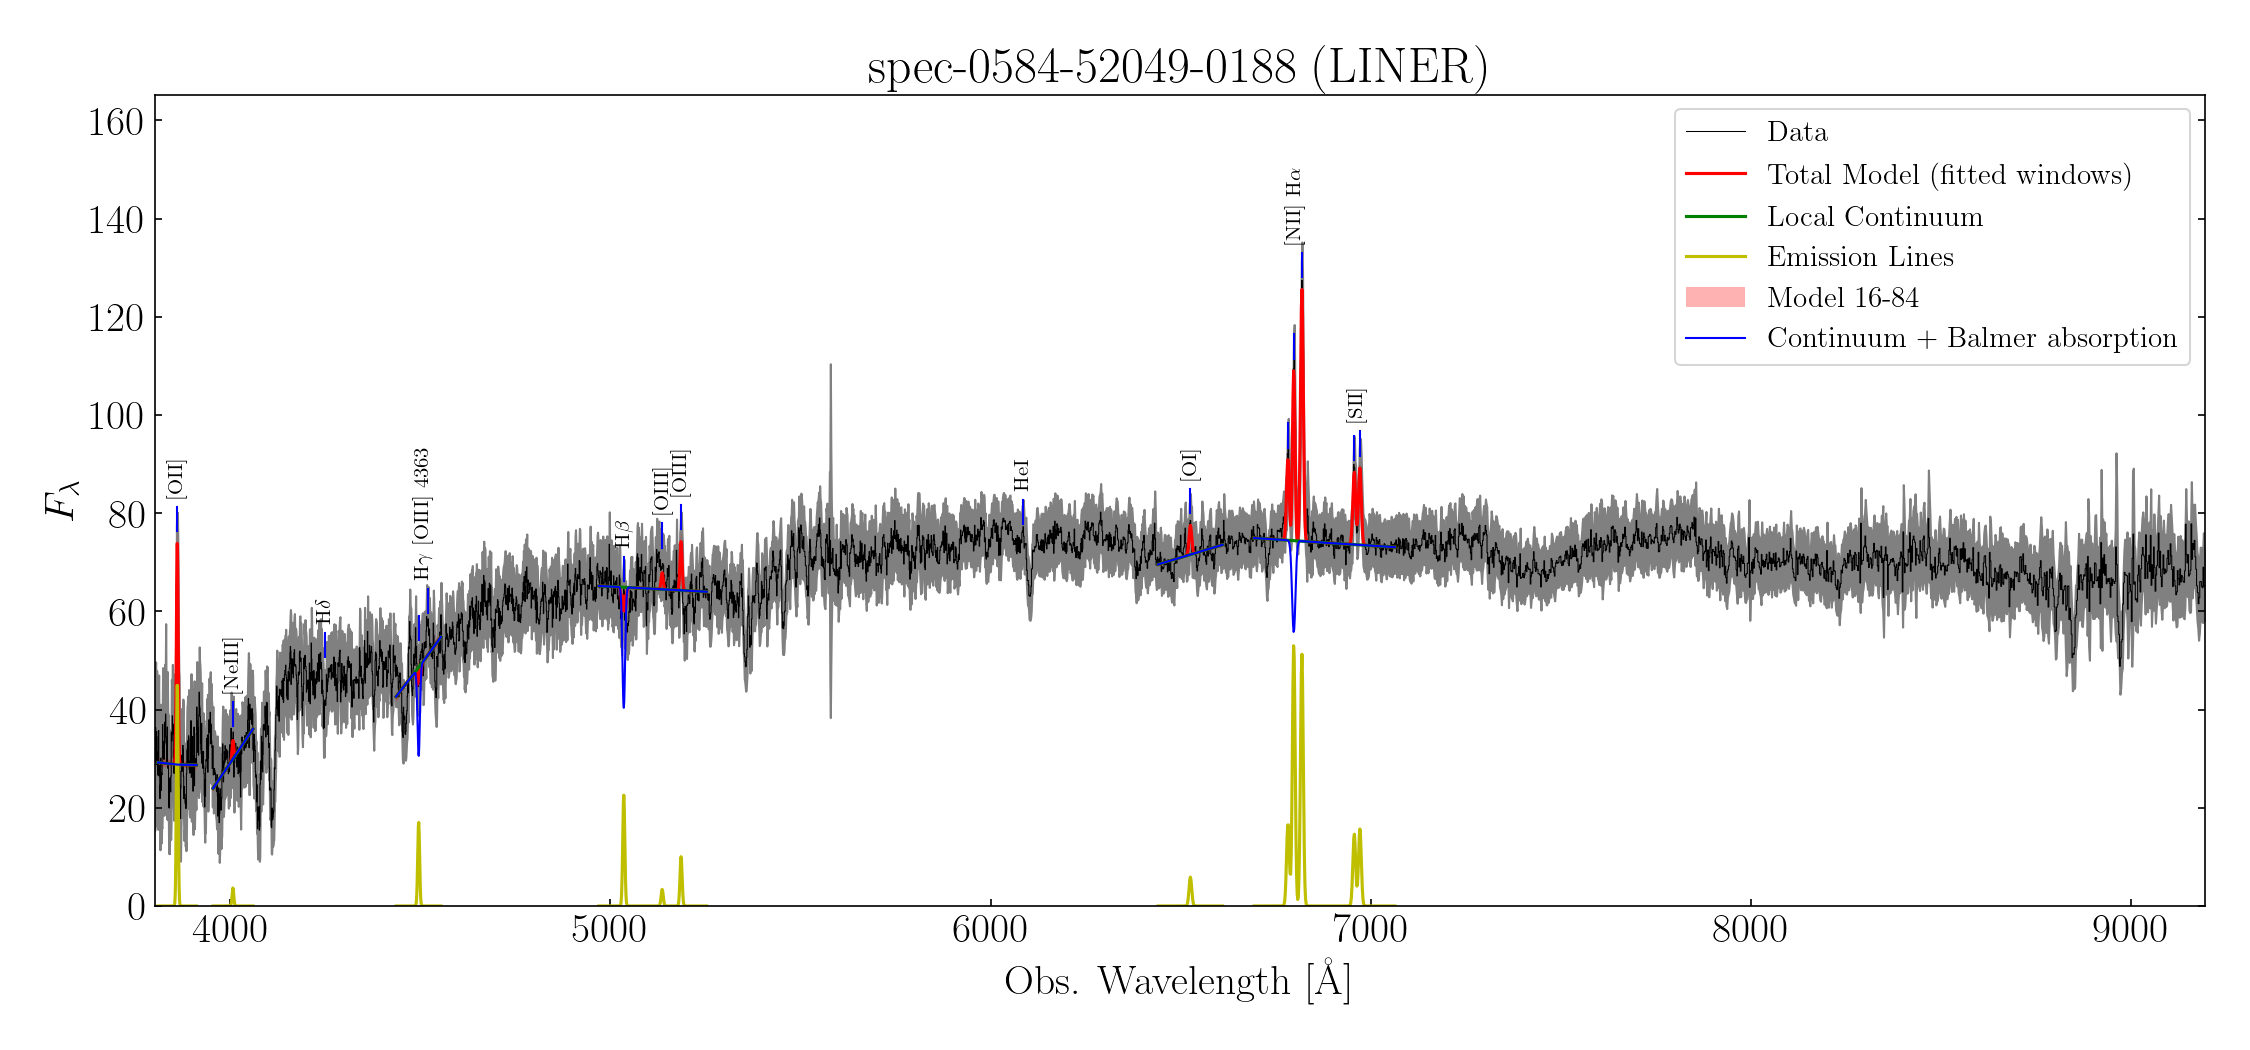 spec-0584-52049-0188 (LINER)
Data
Total Model (fitted windows)
Local Continuum
Emission Lines
Model 16-84
Continuum + Balmer absorption
160
140
120
100
80
60
40
20
0
Fλ
[OII]
[NeIII]
Hδ
Hγ [OIII] 4363
Hβ
[OIII]
[OIII]
HeI
[OI]
[NII] Hα
[SII]
4000 5000 6000 7000 8000 9000
Obs. Wavelength [Å]